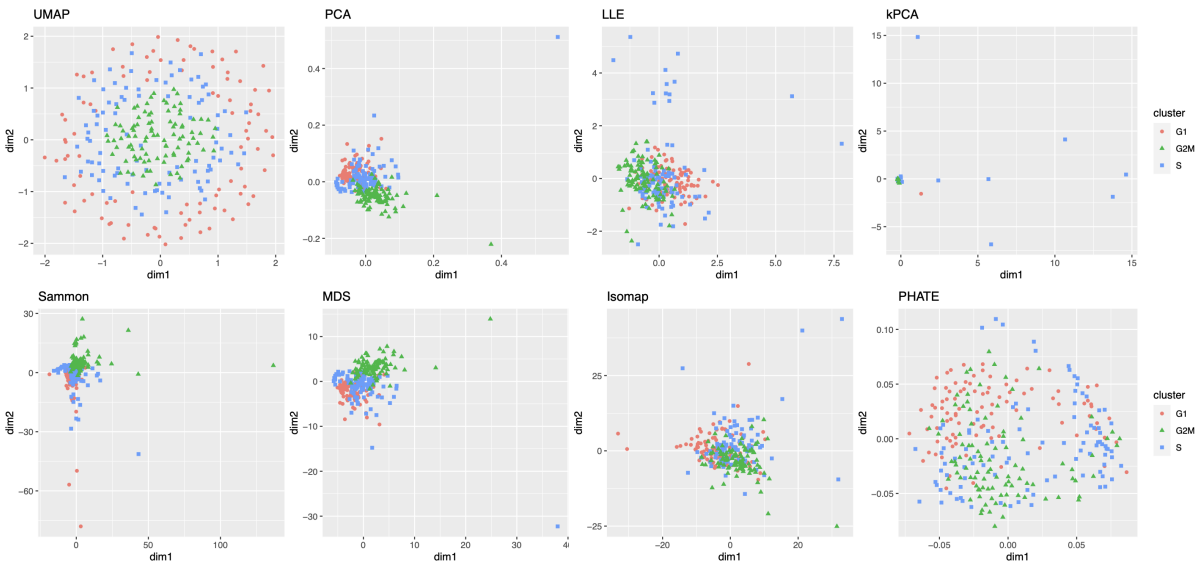 UMAP
2
1
0
−1
−2
dim2
−2
−1
0
1
2
dim1
PCA
0.4
0.2
0.0
−0.2
dim2
0.0
0.2
0.4
dim1
LLE
4
2
0
−2
dim2
0.0
2.5
5.0
7.5
dim1
kPCA
15
10
5
0
−5
dim2
0
5
10
15
dim1
cluster
G1
G2M
S
Sammon
30
0
−30
−60
dim2
0
50
100
dim1
MDS
10
0
−10
−20
−30
dim2
0
10
20
30
40
dim1
Isomap
25
0
−25
dim2
−20
0
20
dim1
PHATE
0.10
0.05
0.00
−0.05
dim2
−0.05
0.00
0.05
dim1
cluster
G1
G2M
S